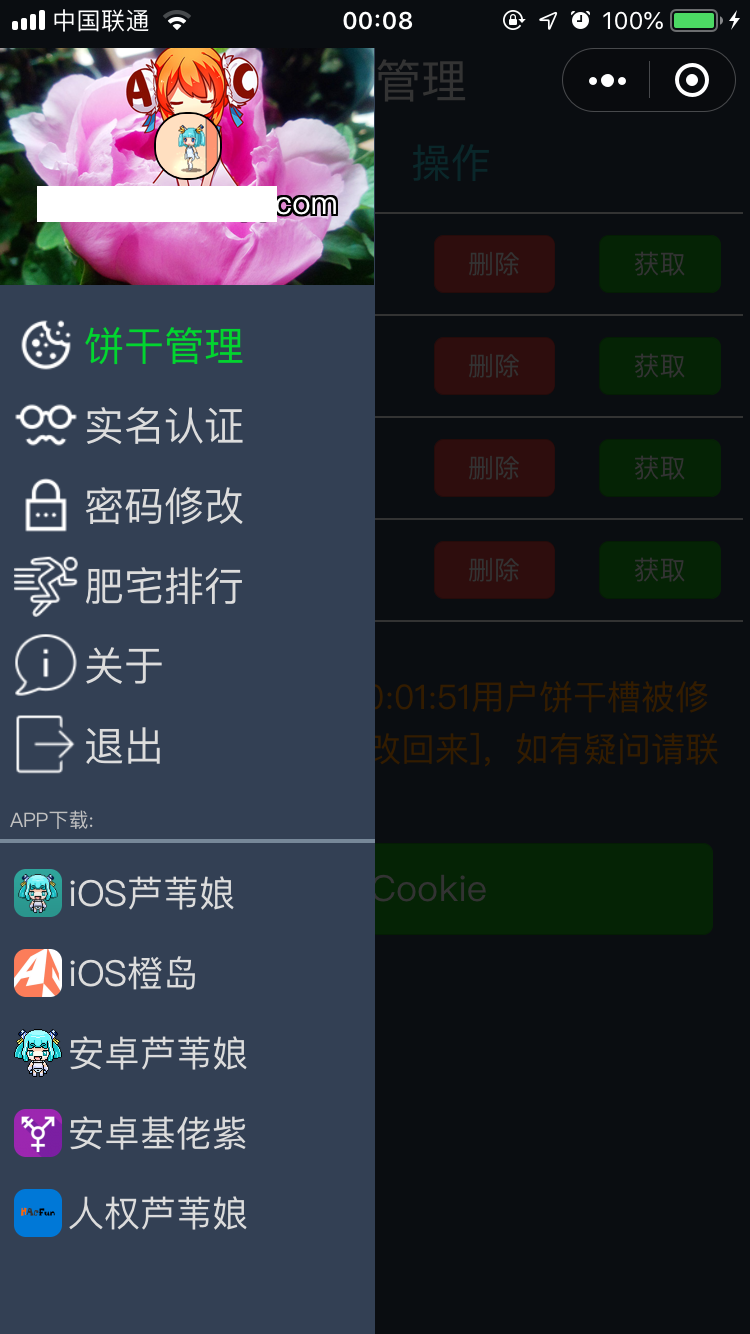 中国联通 00:08 100%
管理
A C
com
操作
饼干管理
实名认证
密码修改
肥宅排行
关于
退出
删除 获取
删除 获取
删除 获取
删除 获取
0:01:51用户饼干槽被修
改回来]，如有疑问请联
Cookie
APP下载:
iOS芦苇娘
iOS橙岛
安卓芦苇娘
安卓基佬紫
人权芦苇娘